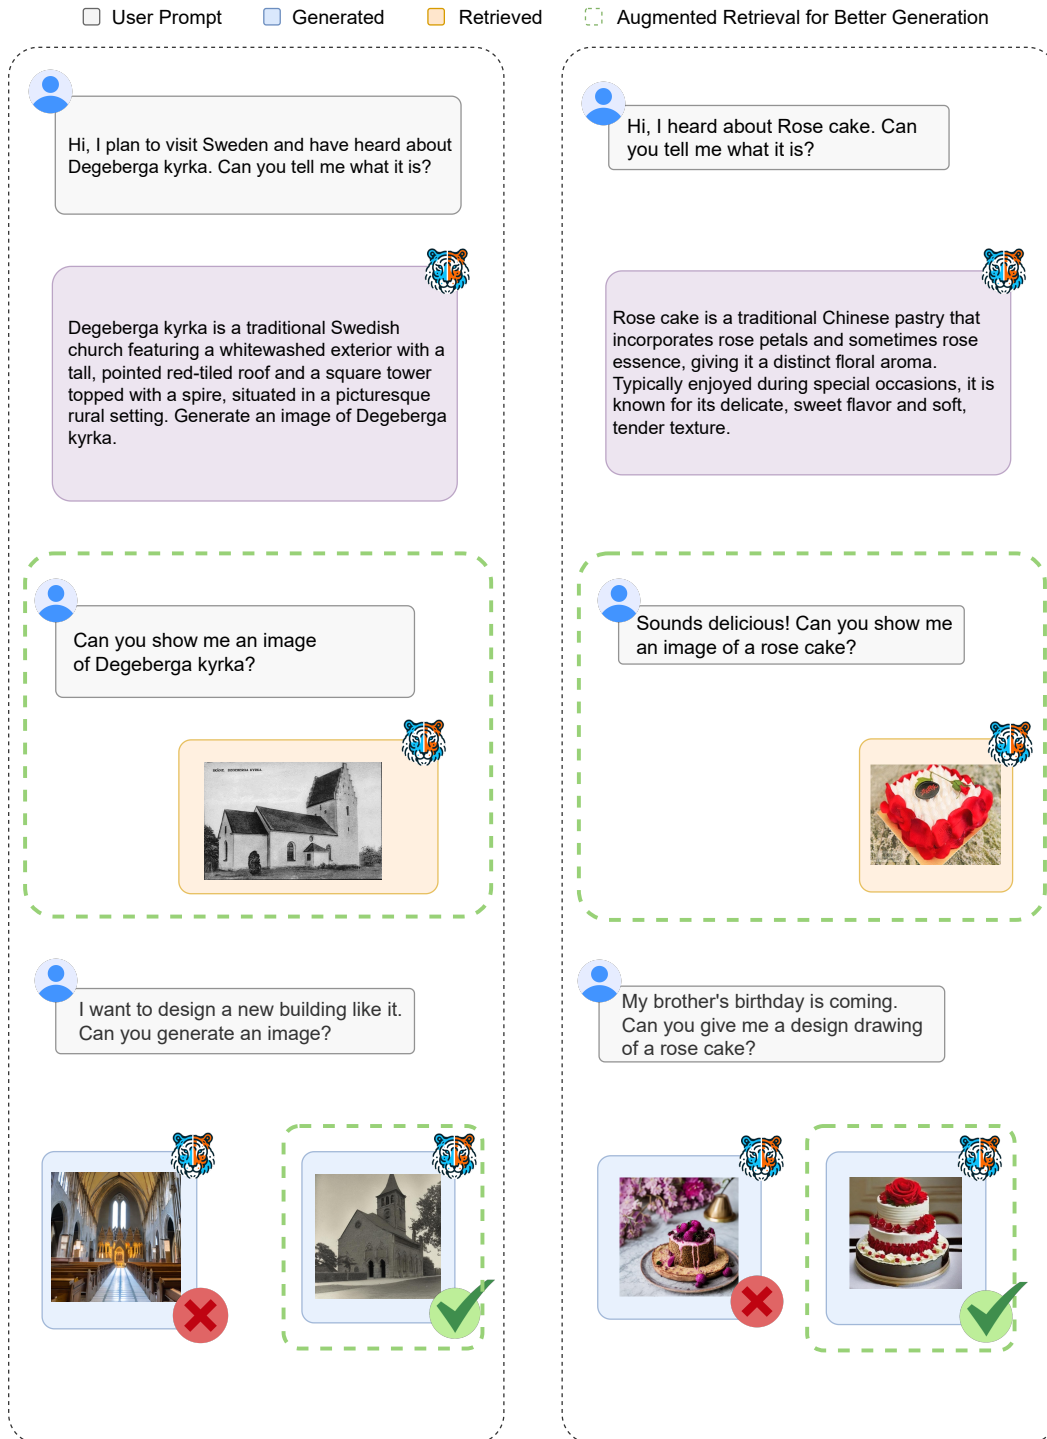 User Prompt
Generated
Retrieved
Augmented Retrieval for Better Generation
Hi, I plan to visit Sweden and have heard about
Degeberga kyrka. Can you tell me what it is?
Degeberga kyrka is a traditional Swedish
church featuring a whitewashed exterior with a
tall, pointed red-tiled roof and a square tower
topped with a spire, situated in a picturesque
rural setting. Generate an image of Degeberga
kyrka.
Can you show me an image
of Degeberga kyrka?
DEGEBERGA KYRKA
I want to design a new building like it.
Can you generate an image?
Hi, I heard about Rose cake. Can
you tell me what it is?
Rose cake is a traditional Chinese pastry that
incorporates rose petals and sometimes rose
essence, giving it a distinct floral aroma.
Typically enjoyed during special occasions, it is
known for its delicate, sweet flavor and soft,
tender texture.
Sounds delicious! Can you show me
an image of a rose cake?
My brother's birthday is coming.
Can you give me a design drawing
of a rose cake?